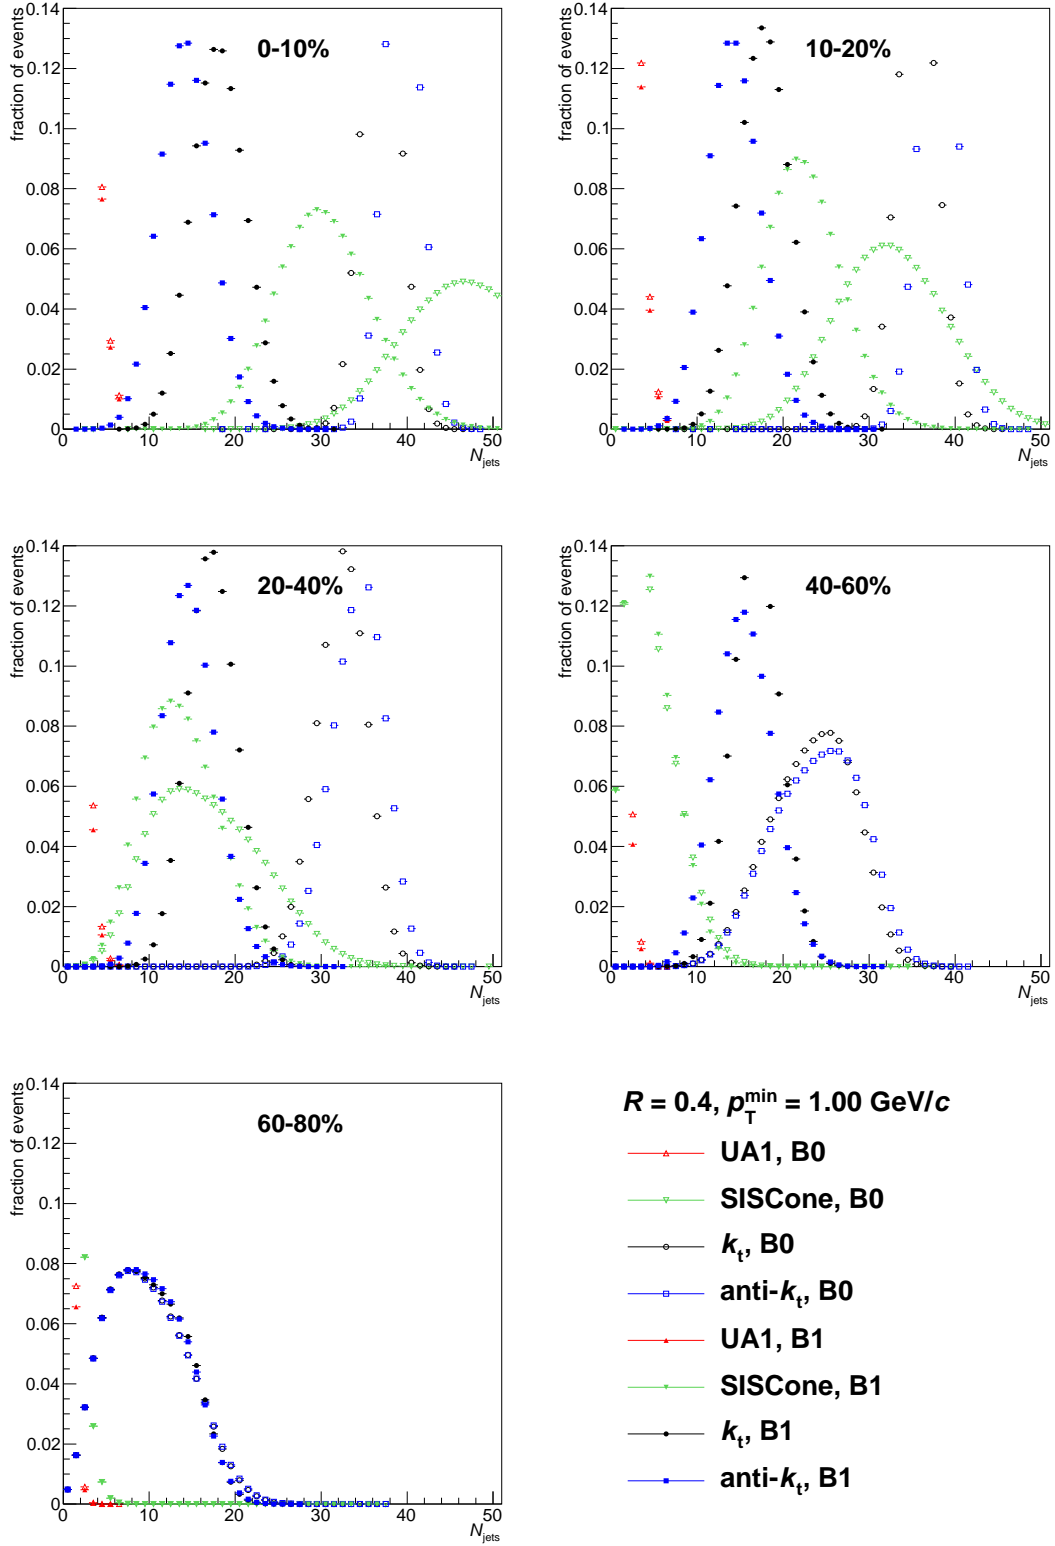 fraction of events
0.14
0.12
0.1
0.08
0.06
0.04
0.02
0
0-10%
0 10 20 30 40 50
N_jets
fraction of events
0.14
0.12
0.1
0.08
0.06
0.04
0.02
0
10-20%
0 10 20 30 40 50
N_jets
fraction of events
0.14
0.12
0.1
0.08
0.06
0.04
0.02
0
20-40%
0 10 20 30 40 50
N_jets
fraction of events
0.14
0.12
0.1
0.08
0.06
0.04
0.02
0
40-60%
0 10 20 30 40 50
N_jets
fraction of events
0.14
0.12
0.1
0.08
0.06
0.04
0.02
0
60-80%
0 10 20 30 40 50
N_jets
R = 0.4, p_T^min = 1.00 GeV/c
UA1, B0
SISCone, B0
k_t, B0
anti-k_t, B0
UA1, B1
SISCone, B1
k_t, B1
anti-k_t, B1